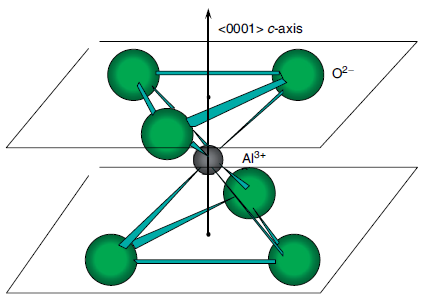 <0001> c-axis
O²⁻
Al³⁺